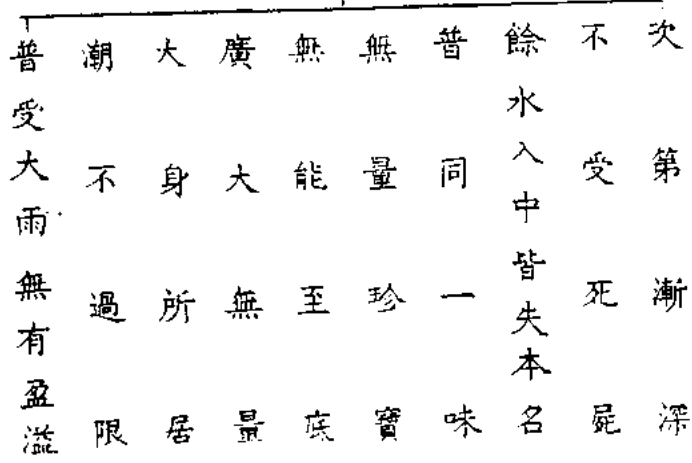 次第漸深
不受死屍
餘水入中皆失本名
普同一味
無量珍寶
無能至底
廣大無量
大身所居
潮不過限
普受大雨無有盈溢